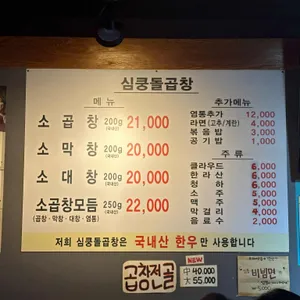 심쿵돌곱창
메뉴
소곱창 200g 21,000
소막창 200g 20,000
소대창 200g 20,000
소곱창모듬 250g 22,000
(곱창·막창·대창·염통)
추가메뉴
염통추가 12,000
라면(고추/계란) 4,000
볶음밥 3,000
공기밥 1,000
주류
클라우드 6,000
한라산 6,000
청하 6,000
소주 5,000
맥주 5,000
막걸리 4,000
음료수 2,000
저희 심쿵돌곱창은 국내산 한우만 사용합니다
NEW
곱창전골
中 40.000
大 55.000
비빔면